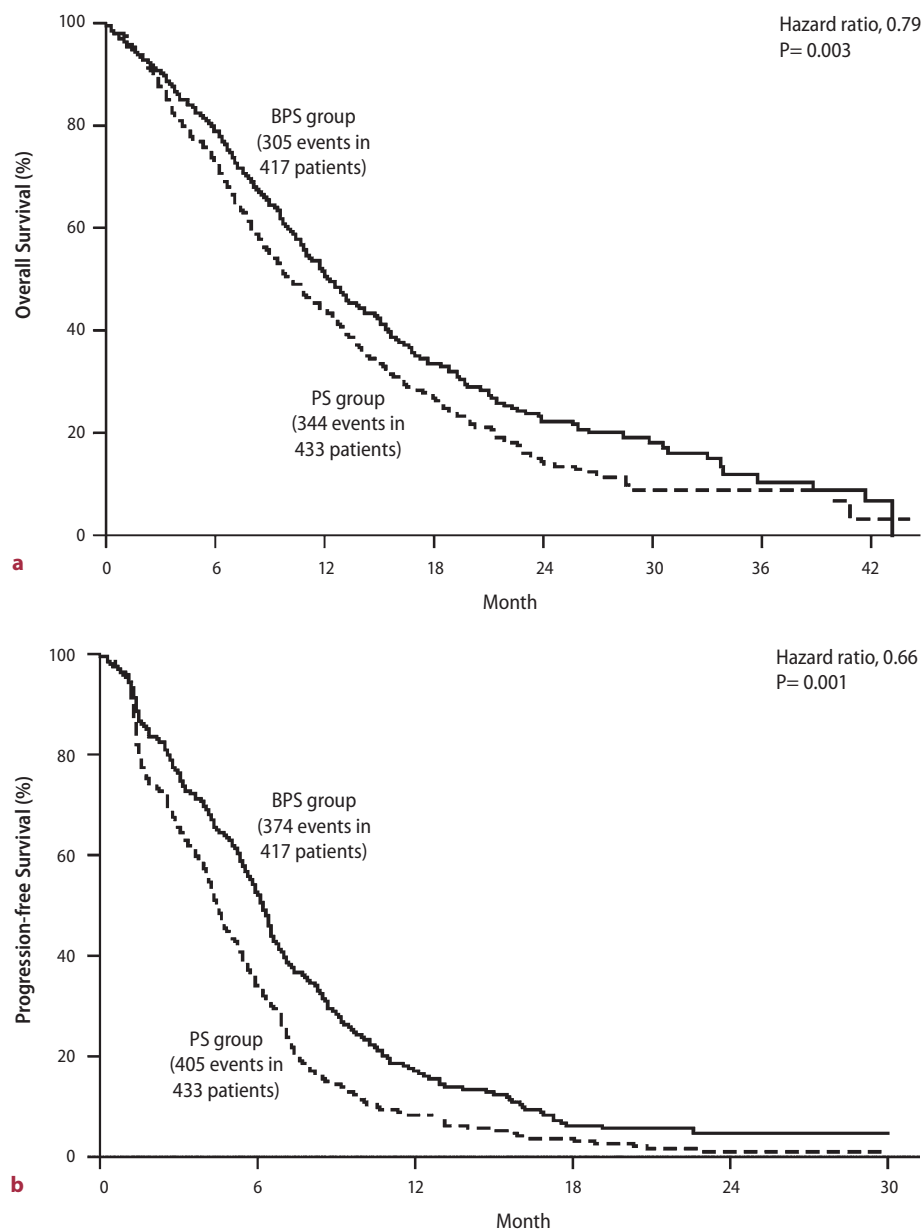 100
80
60
40
20
0
Overall Survival (%)
Hazard ratio, 0.79
P= 0.003
BPS group
(305 events in
417 patients)
PS group
(344 events in
433 patients)
0 6 12 18 24 30 36 42
Month
a
100
80
60
40
20
0
Progression-free Survival (%)
Hazard ratio, 0.66
P= 0.001
BPS group
(374 events in
417 patients)
PS group
(405 events in
433 patients)
0 6 12 18 24 30
Month
b